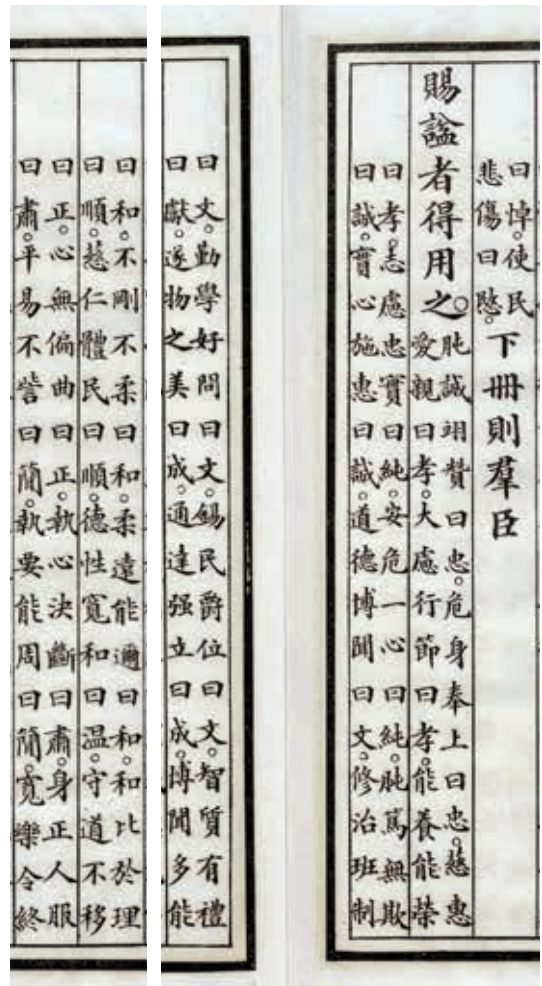 曰悼。使民
悲傷曰愍。
下冊則羣臣
賜諡者得用之。
肫誠翊贊曰忠。危身奉上曰忠。慈惠
愛親曰孝。大慮行節曰孝。能養能榮
曰孝。志慮忠實曰純。安危一心曰純。肫篤無欺
曰誠。實心施惠曰誠。道德博聞曰文。修治班制
曰文。勤學好問曰文。錫民爵位曰文。智質有禮
曰獻。遂物之美曰成。通達强立曰成。博聞多能
曰和。不剛不柔曰和。柔遠能邇曰和。和比於理
曰順。慈仁體民曰順。德性寬和曰温。守道不移
曰正。心無偏曲曰正。執心決斷曰肅。身正人服
曰肅。平易不訾曰簡。執要能周曰簡。寬樂令終